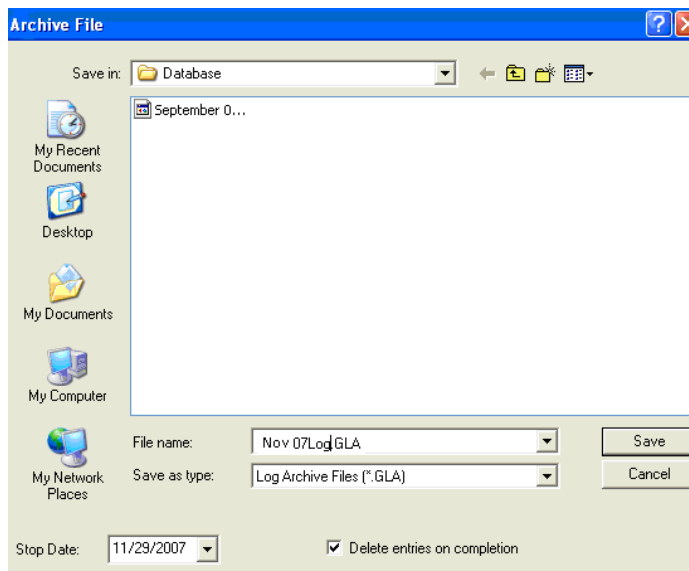 Archive File
Save in: Database
September 0...
My Recent
Documents
Desktop
My Documents
My Computer
My Network
Places
File name: Nov 07Log.GLA
Save
Save as type: Log Archive Files (*.GLA)
Cancel
Stop Date: 11/29/2007
Delete entries on completion